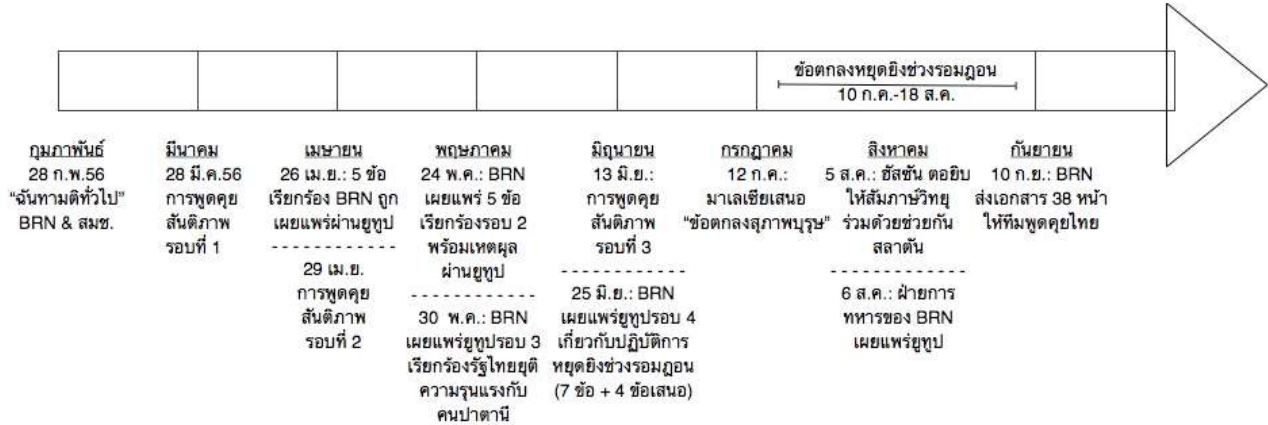 ข้อตกลงหยุดยิงช่วงรอมฎอน
10 ก.ค.-18 ส.ค.
กุมภาพันธ์
28 ก.พ.56
“ฉันทามติทั่วไป”
BRN & สมช.
มีนาคม
28 มี.ค.56
การพูดคุย
สันติภาพ
รอบที่ 1
เมษายน
26 เม.ย.: 5 ข้อ
เรียกร้อง BRN ถูก
เผยแพร่ผ่านยูทูป
- - - - - - - - - - - -
29 เม.ย.
การพูดคุย
สันติภาพ
รอบที่ 2
พฤษภาคม
24 พ.ค.: BRN
เผยแพร่ 5 ข้อ
เรียกร้องรอบ 2
พร้อมเหตุผล
ผ่านยูทูป
- - - - - - - - - - - -
30 พ.ค.: BRN
เผยแพร่ยูทูปรอบ 3
เรียกร้องรัฐไทยยุติ
ความรุนแรงกับ
คนปาตานี
มิถุนายน
13 มิ.ย.:
การพูดคุย
สันติภาพ
รอบที่ 3
- - - - - - - - - - - -
25 มิ.ย.: BRN
เผยแพร่ยูทูปรอบ 4
เกี่ยวกับปฏิบัติการ
หยุดยิงช่วงรอมฎอน
(7 ข้อ + 4 ข้อเสนอ)
กรกฎาคม
12 ก.ค.:
มาเลเซียเสนอ
“ข้อตกลงสุภาพบุรุษ”
สิงหาคม
5 ส.ค.: ฮัสซัน ตอยิบ
ให้สัมภาษ์วิทยุ
ร่วมด้วยช่วยกัน
สลาตัน
- - - - - - - - - - - -
6 ส.ค.: ฝ่ายการ
ทหารของ BRN
เผยแพร่ยูทูป
กันยายน
10 ก.ย.: BRN
ส่งเอกสาร 38 หน้า
ให้ทีมพูดคุยไทย